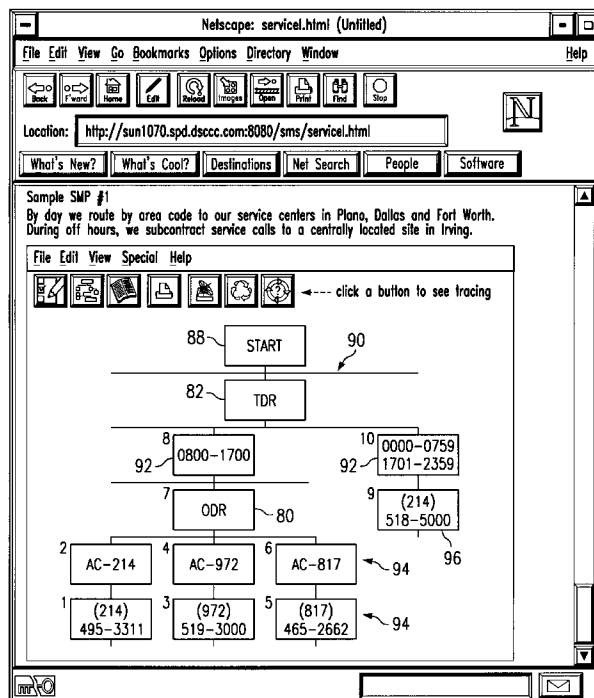 Netscape: servicel.html (Untitled)
File Edit View Go Bookmarks Options Directory Window Help
Back F'ward Home Edit Reload Images Open Print Find Stop
N
Location: http://sun1070.spd.dsccc.com:8080/sms/servicel.html
What's New? What's Cool? Destinations Net Search People Software
Sample SMP #1
By day we route by area code to our service centers in Plano, Dallas and Fort Worth.
During off hours, we subcontract service calls to a centrally located site in Irving.
File Edit View Special Help
click a button to see tracing
88 START 90
82 TDR
8 0800-1700 92
10 0000-0759
1701-2359 92
7 ODR 80
9 (214)
518-5000 96
2 AC-214 4 AC-972 6 AC-817 94
1 (214) 3 (972) 5 (817) 94
495-3311 519-3000 465-2662